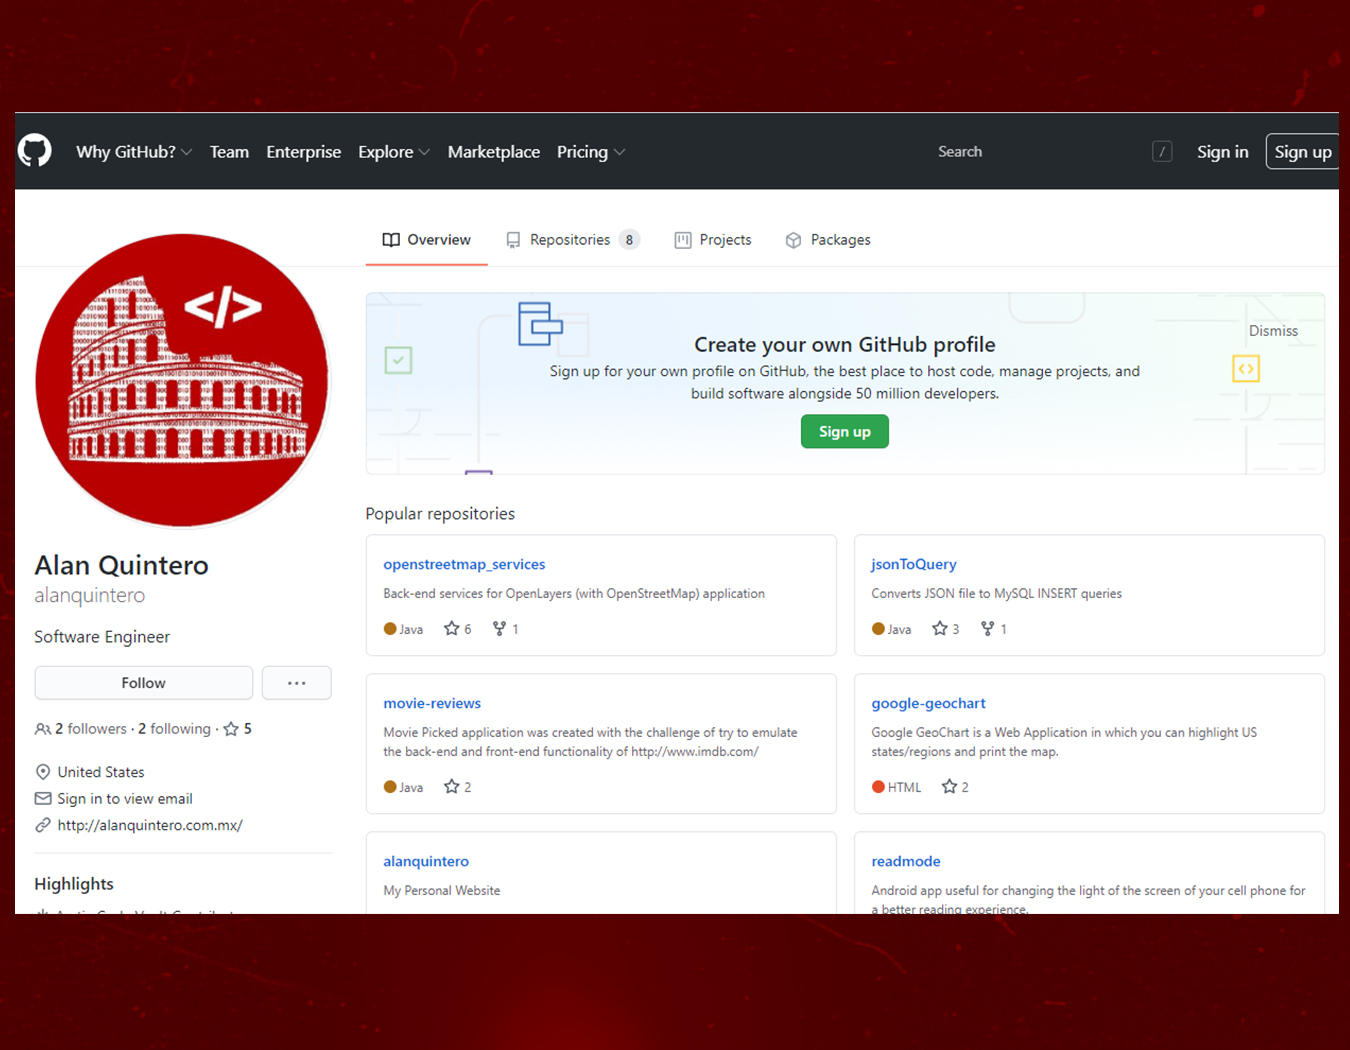 Why GitHub? Team Enterprise Explore Marketplace Pricing Search / Sign in Sign up
Overview Repositories 8 Projects Packages
</>
Create your own GitHub profile
Dismiss
Sign up for your own profile on GitHub, the best place to host code, manage projects, and
build software alongside 50 million developers.
Sign up
Alan Quintero
alanquintero
Software Engineer
Follow ...
2 followers · 2 following · 5
United States
Sign in to view email
http://alanquintero.com.mx/
Highlights
Arctic Code Vault Contributor
Popular repositories
openstreetmap_services
Back-end services for OpenLayers (with OpenStreetMap) application
Java 6 1
jsonToQuery
Converts JSON file to MySQL INSERT queries
Java 3 1
movie-reviews
Movie Picked application was created with the challenge of try to emulate
the back-end and front-end functionality of http://www.imdb.com/
Java 2
google-geochart
Google GeoChart is a Web Application in which you can highlight US
states/regions and print the map.
HTML 2
alanquintero
My Personal Website
readmode
Android app useful for changing the light of the screen of your cell phone for
a better reading experience.